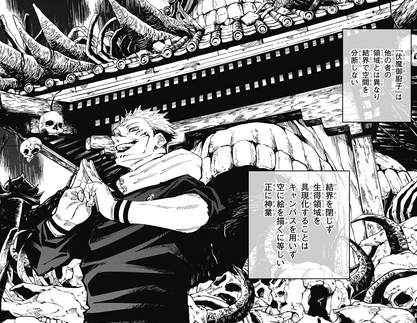 「伏魔御廚子」は
他の者の
領域とは異なり
結界で空間を
分断しない
結界を閉じず
生得領域を
具現化することは
キャンバスを用いず
空に絵を描くに等しい
正に神業